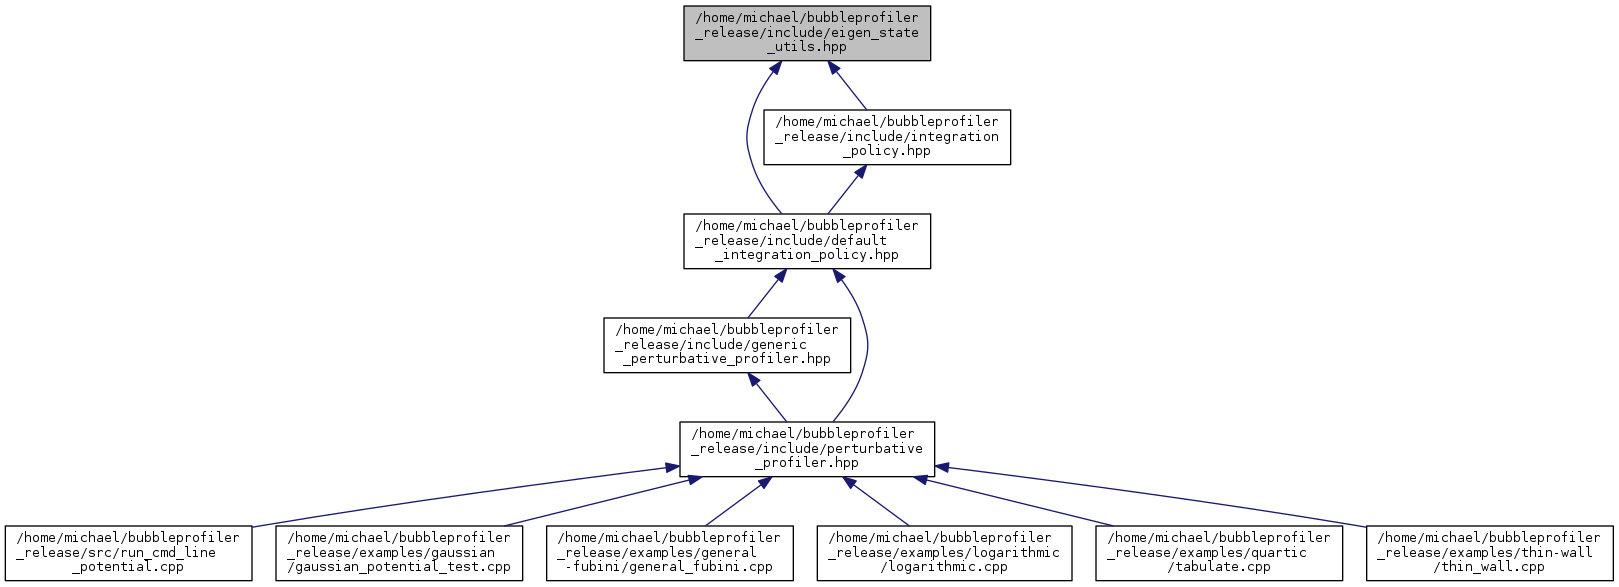 /home/michael/bubbleprofiler
_release/include/eigen_state
_utils.hpp
/home/michael/bubbleprofiler
_release/include/integration
_policy.hpp
/home/michael/bubbleprofiler
_release/include/default
_integration_policy.hpp
/home/michael/bubbleprofiler
_release/include/generic
_perturbative_profiler.hpp
/home/michael/bubbleprofiler
_release/include/perturbative
_profiler.hpp
/home/michael/bubbleprofiler
_release/src/run_cmd_line
_potential.cpp
/home/michael/bubbleprofiler
_release/examples/gaussian
/gaussian_potential_test.cpp
/home/michael/bubbleprofiler
_release/examples/general
-fubini/general_fubini.cpp
/home/michael/bubbleprofiler
_release/examples/logarithmic
/logarithmic.cpp
/home/michael/bubbleprofiler
_release/examples/quartic
/tabulate.cpp
/home/michael/bubbleprofiler
_release/examples/thin-wall
/thin_wall.cpp